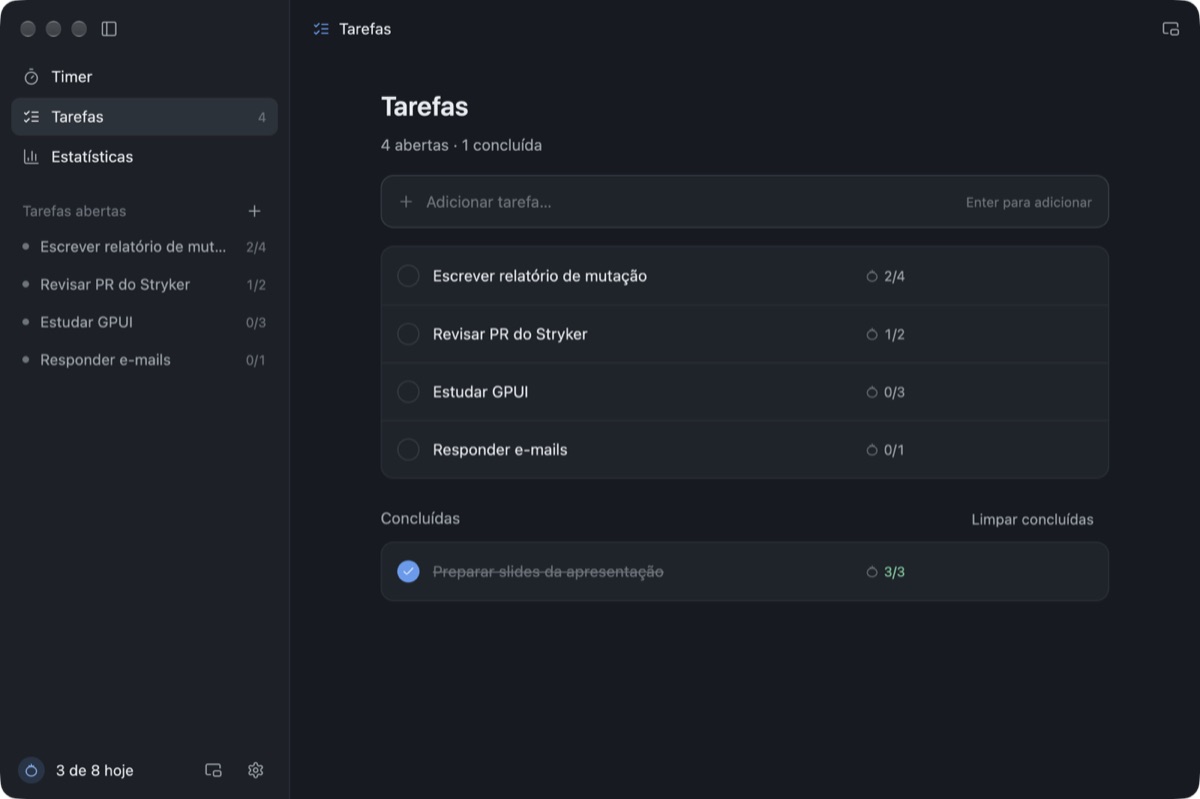 Timer
Tarefas 4
Estatísticas
Tarefas abertas
Escrever relatório de mut... 2/4
Revisar PR do Stryker 1/2
Estudar GPUI 0/3
Responder e-mails 0/1
3 de 8 hoje
Tarefas
Tarefas
4 abertas · 1 concluída
Adicionar tarefa... Enter para adicionar
Escrever relatório de mutação 2/4
Revisar PR do Stryker 1/2
Estudar GPUI 0/3
Responder e-mails 0/1
Concluídas Limpar concluídas
Preparar slides da apresentação 3/3